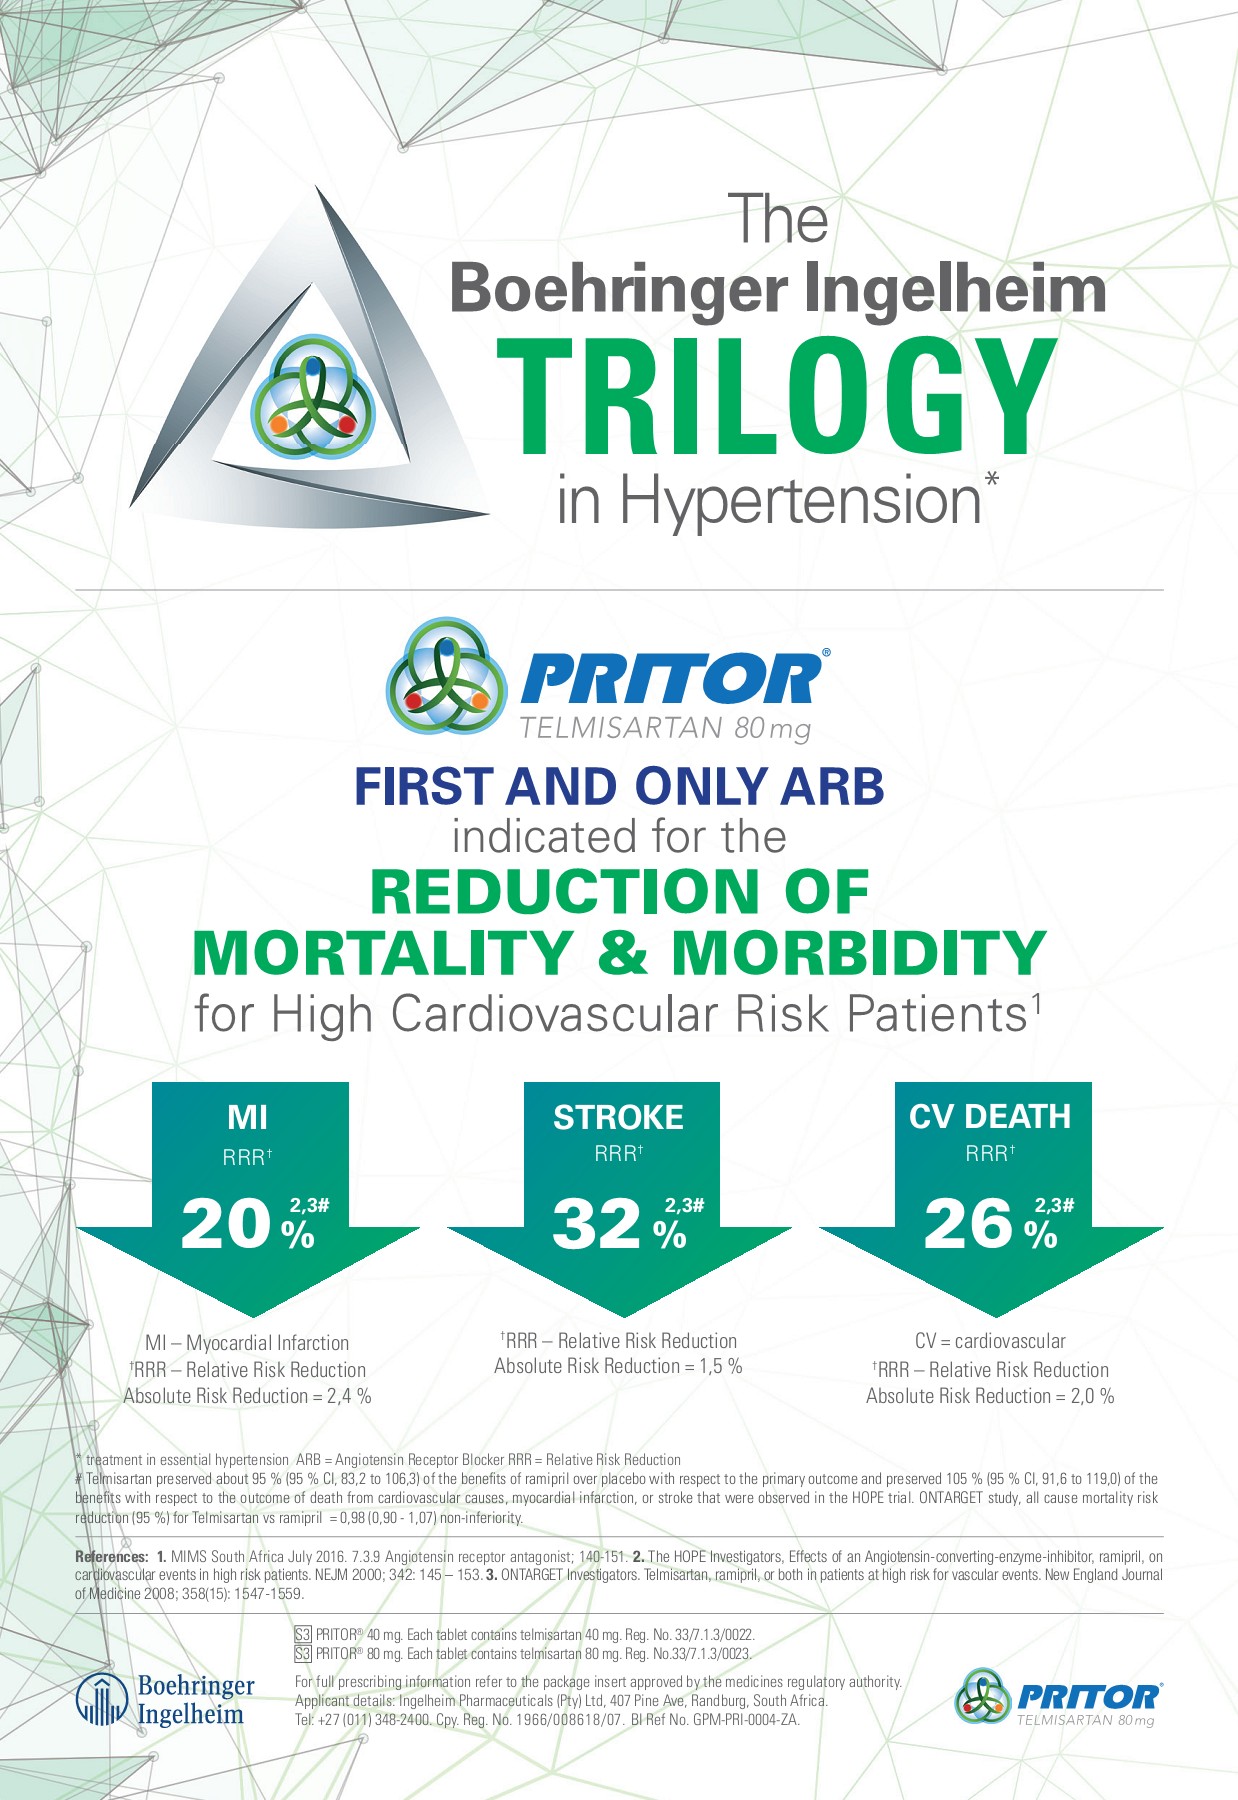 The
Boehringer Ingelheim
TRILOGY
in Hypertension*
PRITOR®
TELMISARTAN 80 mg
FIRST AND ONLY ARB
indicated for the
REDUCTION OF
MORTALITY & MORBIDITY
for High Cardiovascular Risk Patients¹
MI
RRR†
20 % 2,3#
MI – Myocardial Infarction
†RRR – Relative Risk Reduction
Absolute Risk Reduction = 2,4 %
STROKE
RRR†
32 % 2,3#
†RRR – Relative Risk Reduction
Absolute Risk Reduction = 1,5 %
CV DEATH
RRR†
26 % 2,3#
CV = cardiovascular
†RRR – Relative Risk Reduction
Absolute Risk Reduction = 2,0 %
* treatment in essential hypertension ARB = Angiotensin Receptor Blocker RRR = Relative Risk Reduction
# Telmisartan preserved about 95 % (95 % CI, 83,2 to 106,3) of the benefits of ramipril over placebo with respect to the primary outcome and preserved 105 % (95 % CI, 91,6 to 119,0) of the
benefits with respect to the outcome of death from cardiovascular causes, myocardial infarction, or stroke that were observed in the HOPE trial. ONTARGET study, all cause mortality risk
reduction (95 %) for Telmisartan vs ramipril = 0,98 (0,90 - 1,07) non-inferiority.
References: 1. MIMS South Africa July 2016. 7.3.9 Angiotensin receptor antagonist; 140-151. 2. The HOPE Investigators, Effects of an Angiotensin-converting-enzyme-inhibitor, ramipril, on
cardiovascular events in high risk patients. NEJM 2000; 342: 145 – 153. 3. ONTARGET Investigators. Telmisartan, ramipril, or both in patients at high risk for vascular events. New England Journal
of Medicine 2008; 358(15): 1547-1559.
S3 PRITOR® 40 mg. Each tablet contains telmisartan 40 mg. Reg. No. 33/7.1.3/0022.
S3 PRITOR® 80 mg. Each tablet contains telmisartan 80 mg. Reg. No.33/7.1.3/0023.
For full prescribing information refer to the package insert approved by the medicines regulatory authority.
Applicant details: Ingelheim Pharmaceuticals (Pty) Ltd, 407 Pine Ave, Randburg, South Africa.
Tel: +27 (011) 348-2400. Cpy. Reg. No. 1966/008618/07. BI Ref No. GPM-PRI-0004-ZA.
Boehringer
Ingelheim
PRITOR®
TELMISARTAN 80 mg